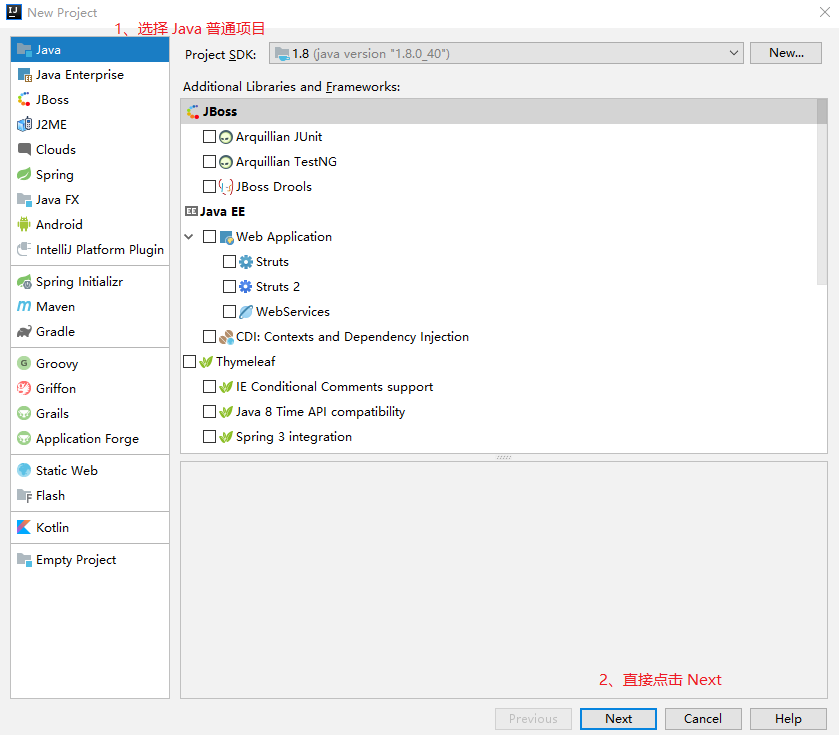 New Project
1、选择 Java 普通项目
Java
Java Enterprise
JBoss
J2ME
Clouds
Spring
Java FX
Android
IntelliJ Platform Plugin
Spring Initializr
Maven
Gradle
Groovy
Griffon
Grails
Application Forge
Static Web
Flash
Kotlin
Empty Project
Project SDK: 1.8 (java version "1.8.0_40") New...
Additional Libraries and Frameworks:
JBoss
Arquillian JUnit
Arquillian TestNG
JBoss Drools
Java EE
Web Application
Struts
Struts 2
WebServices
CDI: Contexts and Dependency Injection
Thymeleaf
IE Conditional Comments support
Java 8 Time API compatibility
Spring 3 integration
2、直接点击 Next
Previous Next Cancel Help